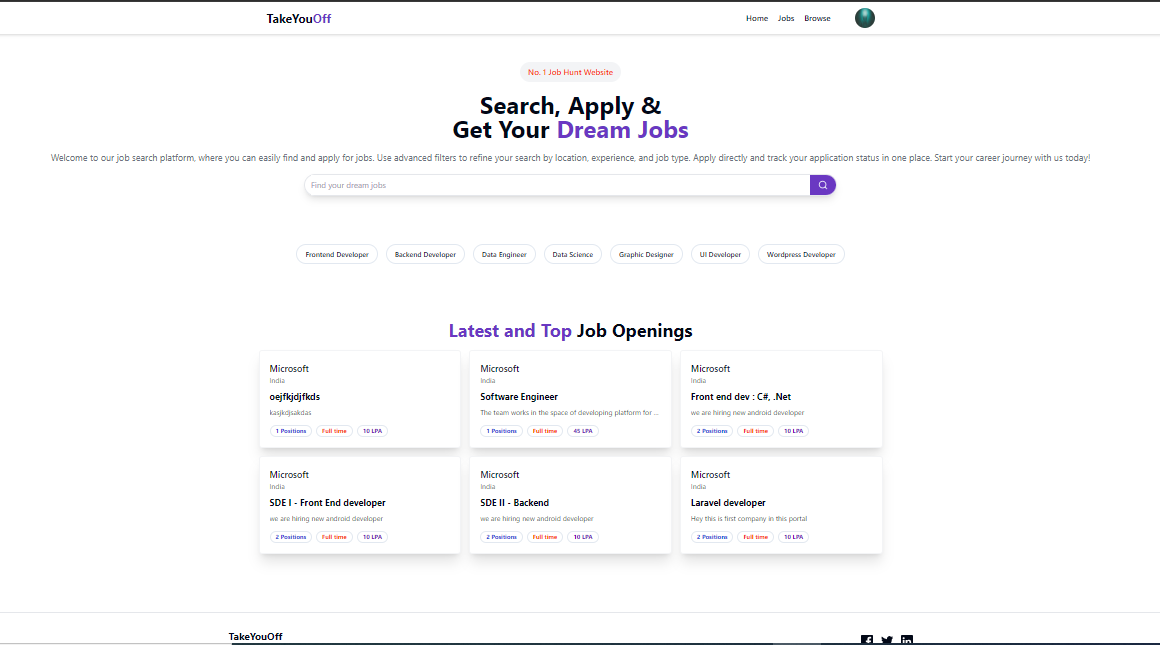 TakeYouOff
Home Jobs Browse
No. 1 Job Hunt Website
Search, Apply &
Get Your Dream Jobs
Welcome to our job search platform, where you can easily find and apply for jobs. Use advanced filters to refine your search by location, experience, and job type. Apply directly and track your application status in one place. Start your career journey with us today!
Find your dream jobs
Frontend Developer Backend Developer Data Engineer Data Science Graphic Designer UI Developer Wordpress Developer
Latest and Top Job Openings
Microsoft
India
oejfkjdjfkds
kasjkdjsakdas
1 Positions Full time 10 LPA
Microsoft
India
Software Engineer
The team works in the space of developing platform for ...
1 Positions Full time 45 LPA
Microsoft
India
Front end dev : C#, .Net
we are hiring new android developer
2 Positions Full time 10 LPA
Microsoft
India
SDE I - Front End developer
we are hiring new android developer
2 Positions Full time 10 LPA
Microsoft
India
SDE II - Backend
we are hiring new android developer
2 Positions Full time 10 LPA
Microsoft
India
Laravel developer
Hey this is first company in this portal
2 Positions Full time 10 LPA
TakeYouOff